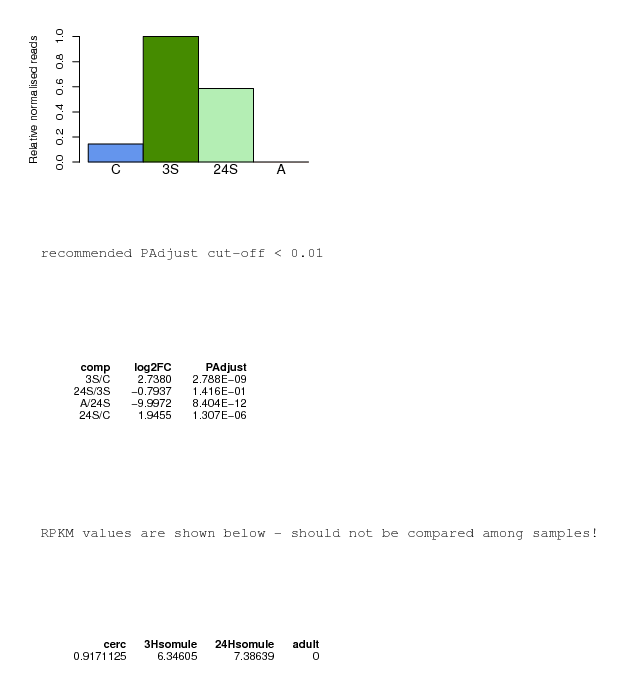 Relative normalised reads
1.0
0.8
0.6
0.4
0.2
0.0
C 3S 24S A
recommended PAdjust cut-off < 0.01
comp log2FC PAdjust
3S/C 2.7380 2.788E-09
24S/3S -0.7937 1.416E-01
A/24S -9.9972 8.404E-12
24S/C 1.9455 1.307E-06
RPKM values are shown below - should not be compared among samples!
cerc 3Hsomule 24Hsomule adult
0.9171125 6.34605 7.38639 0